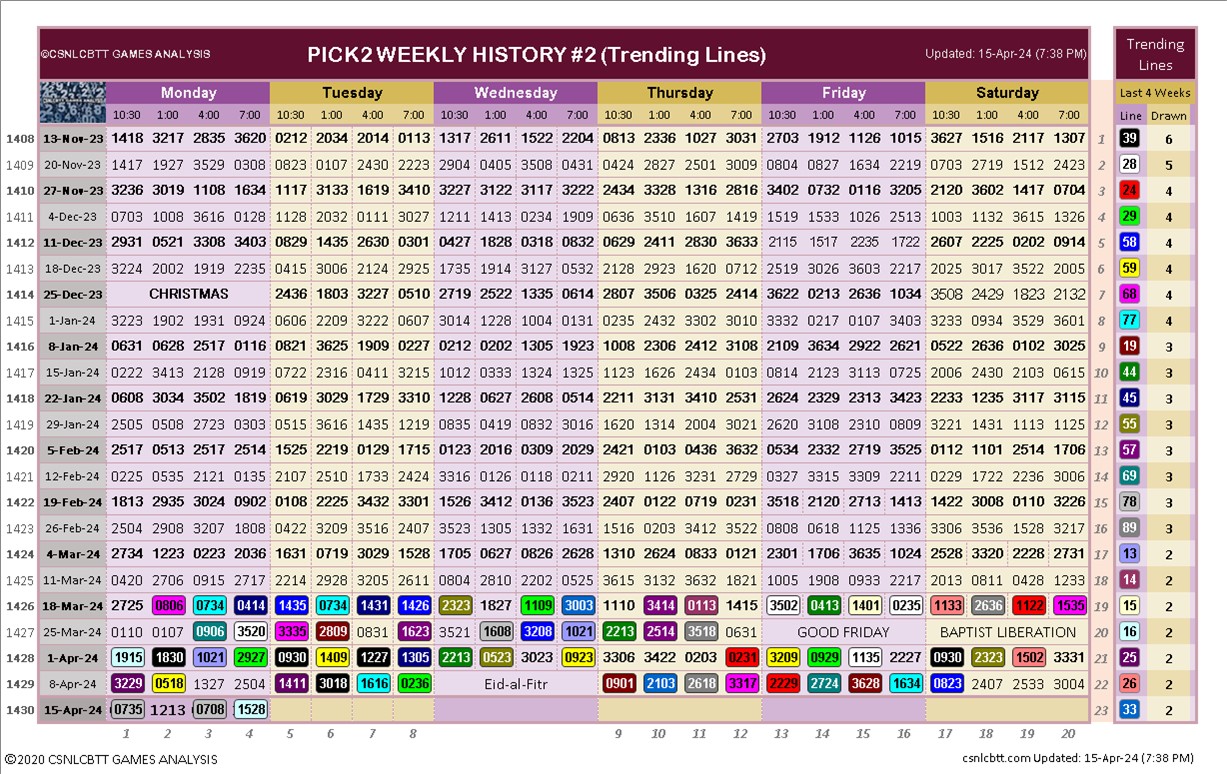 ©CSNLCBTT GAMES ANALYSIS PICK2 WEEKLY HISTORY #2 (Trending Lines) Updated: 15-Apr-24 (7:38 PM) Trending Lines
Monday Tuesday Wednesday Thursday Friday Saturday Last 4 Weeks
10:30 1:00 4:00 7:00 10:30 1:00 4:00 7:00 10:30 1:00 4:00 7:00 10:30 1:00 4:00 7:00 10:30 1:00 4:00 7:00 10:30 1:00 4:00 7:00 Line Drawn
1408 13-Nov-23 1418 3217 2835 3620 0212 2034 2014 0113 1317 2611 1522 2204 0813 2336 1027 3031 2703 1912 1126 1015 3627 1516 2117 1307 1 39 6
1409 20-Nov-23 1417 1927 3529 0308 0823 0107 2430 2223 2904 0405 3508 0431 0424 2827 2501 3009 0804 0827 1634 2219 0703 2719 1512 2423 2 28 5
1410 27-Nov-23 3236 3019 1108 1634 1117 3133 1619 3410 3227 3122 3117 3222 2434 3328 1316 2816 3402 0732 0116 3205 2120 3602 1417 0704 3 24 4
1411 4-Dec-23 0703 1008 3616 0128 1128 2032 0111 3027 1211 1413 0234 1909 0636 3510 1607 1419 1519 1533 1026 2513 1003 1132 3615 1326 4 29 4
1412 11-Dec-23 2931 0521 3308 3403 0829 1435 2630 0301 0427 1828 0318 0832 0629 2411 2830 3633 2115 1517 2235 1722 2607 2225 0202 0914 5 58 4
1413 18-Dec-23 3224 2002 1919 2235 0415 3006 2124 2925 1735 1914 3127 0532 2128 2923 1620 0712 2519 3026 3603 2217 2025 3017 3522 2005 6 59 4
1414 25-Dec-23 CHRISTMAS 2436 1803 3227 0511 2719 2522 1335 0614 2807 3506 0325 2414 3622 0213 2636 1034 3508 2429 1823 2132 7 68 4
1415 1-Jan-24 3223 1902 1931 0924 0606 2209 3222 0607 3014 1228 1004 0131 0235 2432 3302 3010 3332 0217 0107 3403 3233 0934 3529 3601 8 77 4
1416 8-Jan-24 0631 0628 2517 0116 0821 3625 1909 0227 0212 0202 1305 1923 1008 2306 2412 3108 2109 3634 2922 2621 0522 2636 0102 3025 9 19 3
1417 15-Jan-24 0222 3413 2128 0919 0722 2316 0411 3215 1012 0333 1324 1325 1123 1626 2434 0103 0814 2123 3113 0725 2006 2430 2103 0615 10 44 3
1418 22-Jan-24 0608 3034 3502 1819 0619 3029 1729 3310 1228 0627 2608 0514 2211 3131 3410 2531 2624 2329 2313 3423 2233 1235 3117 3115 11 45 3
1419 29-Jan-24 2505 0508 2723 0303 0515 3616 1435 1219 0835 0419 0832 3016 1620 1314 2004 3021 2620 3108 2310 0809 3221 1431 1113 1125 12 55 3
1420 5-Feb-24 2517 0513 2517 2514 1525 2219 0129 1715 0123 2016 0309 2029 2421 0103 0436 3632 0534 2332 2719 3525 0112 1101 2514 1706 13 57 3
1421 12-Feb-24 0225 0535 2121 0135 2107 2510 1733 2424 3316 0126 0118 0211 2920 1126 3231 2729 0327 3315 3309 2211 0229 1722 2236 3006 14 69 3
1422 19-Feb-24 1813 2935 3024 0902 0108 2225 3432 3301 1526 3412 0136 3523 2407 0122 0719 0231 3518 2120 2713 1413 1422 3008 0110 3226 15 78 3
1423 26-Feb-24 2504 2908 3207 1808 0422 3209 3516 2407 3523 1305 1332 1631 1516 0203 3412 3522 0808 0618 1125 1336 3306 3536 1528 3217 16 89 3
1424 4-Mar-24 2734 1223 0223 2036 1631 0719 3029 1528 1705 0627 0826 2628 1310 2624 0833 0121 2301 1706 3635 1024 2528 3320 2228 2731 17 13 2
1425 11-Mar-24 0420 2706 0915 2717 2214 2928 3205 2611 0804 2810 2202 0525 3615 3132 3632 1821 1005 1908 0933 2217 2013 0811 0428 1233 18 14 2
1426 18-Mar-24 2725 0806 0734 0414 1435 0734 1431 1426 2323 1827 1109 3003 1110 3414 0113 1415 3502 0413 1401 0235 1133 2636 1122 1535 19 15 2
1427 25-Mar-24 0110 0107 0906 3520 3335 2809 0831 1623 3521 1608 3208 1021 2213 2514 3518 0631 GOOD FRIDAY BAPTIST LIBERATION 20 16 2
1428 1-Apr-24 1915 1830 1021 2927 0930 1409 1227 1305 2213 0523 3023 0923 3306 3422 0203 0231 3209 0929 1135 2227 0930 2323 1502 3331 21 25 2
1429 8-Apr-24 3229 0518 1327 2504 1411 3018 1616 0236 Eid-al-Fitr 0901 2103 2618 3317 2229 2724 3628 1634 0823 2407 2533 3004 22 26 2
1430 15-Apr-24 0735 1213 0708 1528 23 33 2
1 2 3 4 5 6 7 8 9 10 11 12 13 14 15 16 17 18 19 20
©2020 CSNLCBTT GAMES ANALYSIS csnlcbtt.com Updated: 15-Apr-24 (7:38 PM)